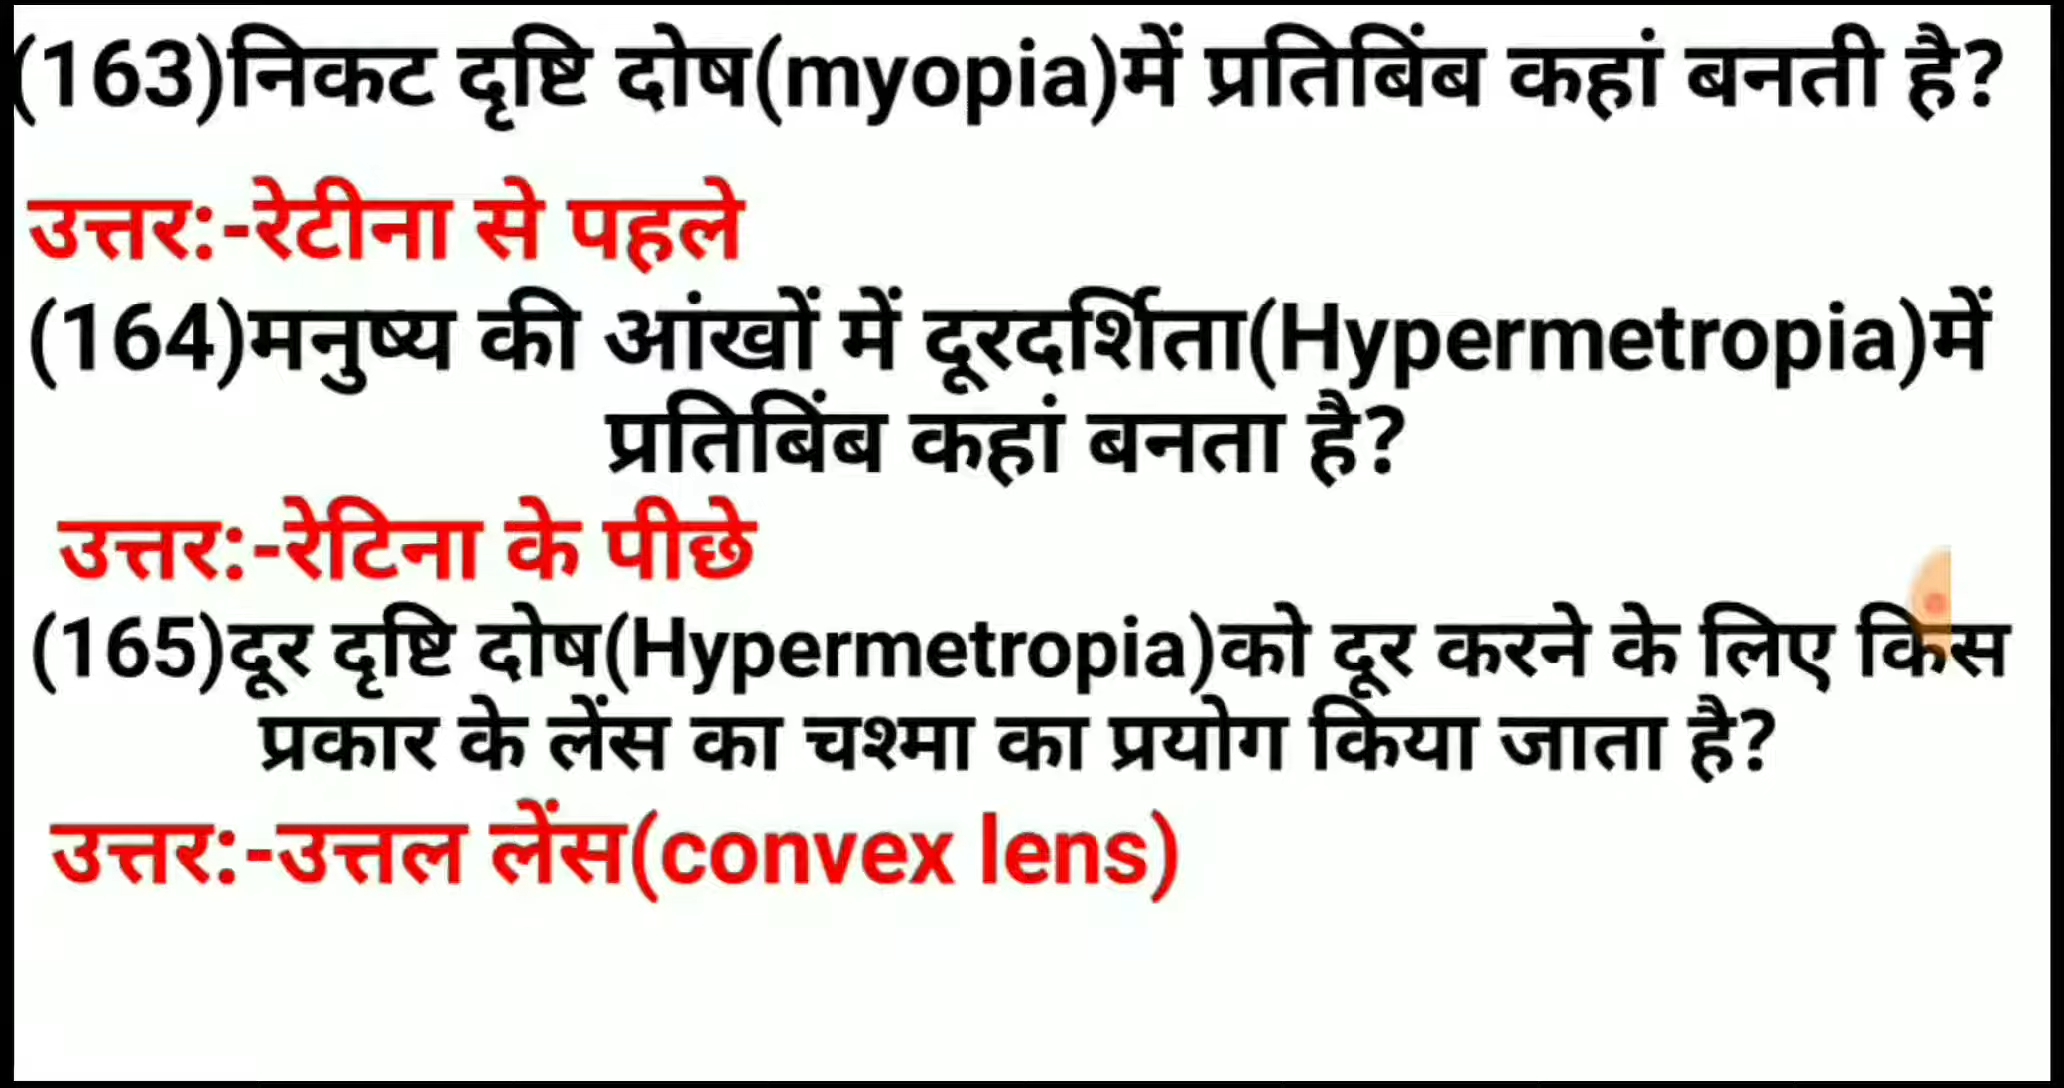 (163)निकट दृष्टि दोष(myopia)में प्रतिबिंब कहां बनती है?
उत्तर:-रेटीना से पहले
(164)मनुष्य की आंखों में दूरदर्शिता(Hypermetropia)में
प्रतिबिंब कहां बनता है?
उत्तर:-रेटिना के पीछे
(165)दूर दृष्टि दोष(Hypermetropia)को दूर करने के लिए किस
प्रकार के लेंस का चश्मा का प्रयोग किया जाता है?
उत्तर:-उत्तल लेंस(convex lens)